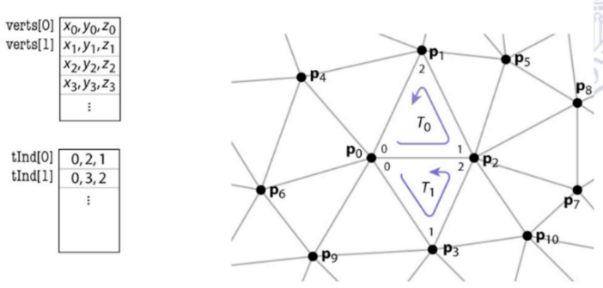 verts[0] x₀,y₀,z₀
verts[1] x₁,y₁,z₁
x₂,y₂,z₂
x₃,y₃,z₃
⋮
tInd[0] 0,2,1
tInd[1] 0,3,2
⋮
p₁
p₅
2
p₄
p₈
T₀
p₀ 0 1 p₂
0 2
T₁
p₆
p₇
1
p₃
p₁₀
p₉